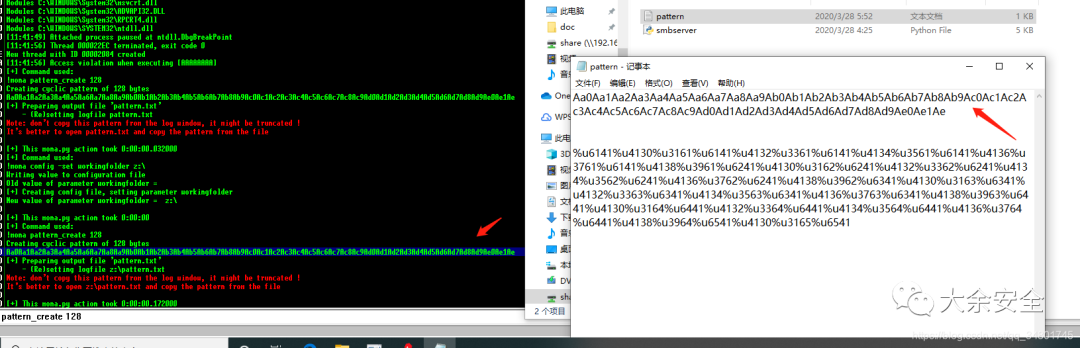 Modules C:\WINDOWS\System32\msvcrt.dll
Modules C:\WINDOWS\System32\ADVAPI32.DLL
Modules C:\WINDOWS\System32\RPCRT4.dll
Modules C:\WINDOWS\SYSTEM32\ntdll.dll
[11:41:49] Attached process paused at ntdll.DbgBreakPoint
[11:41:56] Thread 000022EC terminated, exit code 0
New thread with ID 00002084 created
[11:41:56] Access violation when executing [00000000]
[+] Command used:
!mona pattern_create 128
Creating cyclic pattern of 128 bytes
Aa0Aa1Aa2Aa3Aa4Aa5Aa6Aa7Aa8Aa9Ab0Ab1Ab2Ab3Ab4Ab5Ab6Ab7Ab8Ab9Ac0Ac1Ac2Ac3Ac4Ac5Ac6Ac7Ac8Ac9Ad0Ad1Ad2Ad3Ad4Ad5Ad6Ad7Ad8Ad9Ae0Ae1Ae
[+] Preparing output file 'pattern.txt'
- (Re)setting logfile pattern.txt
Note: don't copy this pattern from the log window, it might be truncated !
It's better to open pattern.txt and copy the pattern from the file
[+] This mona.py action took 0:00:00.032000
[+] Command used:
!mona config -set workingfolder z:\
Writing value to configuration file
Old value of parameter workingfolder =
[+] Creating config file, setting parameter workingfolder
New value of parameter workingfolder = z:\
[+] This mona.py action took 0:00:00
[+] Command used:
!mona pattern_create 128
Creating cyclic pattern of 128 bytes
Aa0Aa1Aa2Aa3Aa4Aa5Aa6Aa7Aa8Aa9Ab0Ab1Ab2Ab3Ab4Ab5Ab6Ab7Ab8Ab9Ac0Ac1Ac2Ac3Ac4Ac5Ac6Ac7Ac8Ac9Ad0Ad1Ad2Ad3Ad4Ad5Ad6Ad7Ad8Ad9Ae0Ae1Ae
[+] Preparing output file 'pattern.txt'
- (Re)setting logfile z:\pattern.txt
Note: don't copy this pattern from the log window, it might be truncated !
It's better to open z:\pattern.txt and copy the pattern from the file
[+] This mona.py action took 0:00:00.172000
pattern_create 128
此电脑
doc
share (\\192.16
视频
音
OneD
WPS
此电
3D
视
图
文
下
音
桌
本
DV
sha
2 个项目
pattern 2020/3/28 5:52 文本文档 1 KB
smbserver 2020/3/28 4:25 Python File 5 KB
pattern - 记事本
文件(F) 编辑(E) 格式(O) 查看(V) 帮助(H)
Aa0Aa1Aa2Aa3Aa4Aa5Aa6Aa7Aa8Aa9Ab0Ab1Ab2Ab3Ab4Ab5Ab6Ab7Ab8Ab9Ac0Ac1Ac2A
c3Ac4Ac5Ac6Ac7Ac8Ac9Ad0Ad1Ad2Ad3Ad4Ad5Ad6Ad7Ad8Ad9Ae0Ae1Ae
%u6141%u4130%u3161%u6141%u4132%u3361%u6141%u4134%u3561%u6141%u4136%u
3761%u6141%u4138%u3961%u6241%u4130%u3162%u6241%u4132%u3362%u6241%u413
4%u3562%u6241%u4136%u3762%u6241%u4138%u3962%u6341%u4130%u3163%u6341%
u4132%u3363%u6341%u4134%u3563%u6341%u4136%u3763%u6341%u4138%u3963%u6
441%u4130%u3164%u6441%u4132%u3364%u6441%u4134%u3564%u6441%u4136%u3764
%u6441%u4138%u3964%u6541%u4130%u3165%u6541
大余安全